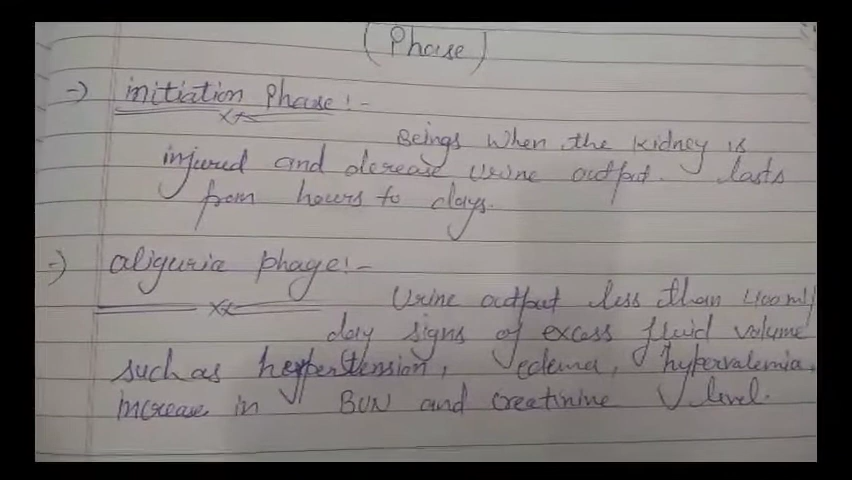 (Phase)
→ initiation Phase:-
Beings when the kidney is
injured and decrease urine output. lasts
from hours to days.
→ aliguria phage:-
Urine output less than 400ml/
day signs of excess fluid volume
such as hypertension, edema, hypervalemia.
increase in BUN and creatinine level.